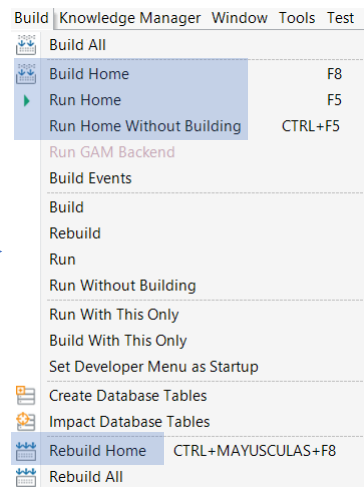 Build Knowledge Manager Window Tools Test
Build All
Build Home F8
Run Home F5
Run Home Without Building CTRL+F5
Run GAM Backend
Build Events
Build
Rebuild
Run
Run Without Building
Run With This Only
Build With This Only
Set Developer Menu as Startup
Create Database Tables
Impact Database Tables
Rebuild Home CTRL+MAYUSCULAS+F8
Rebuild All